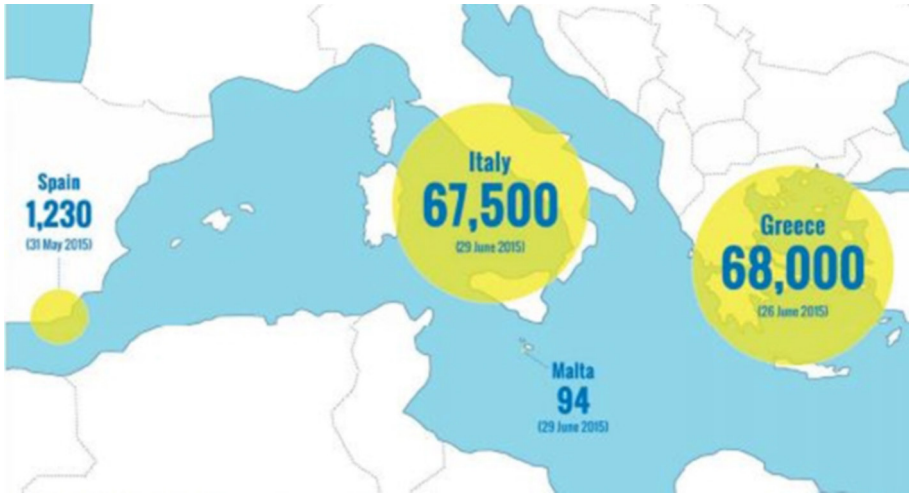 Spain
1,230
(31 May 2015)
Italy
67,500
(29 June 2015)
Greece
68,000
(26 June 2015)
Malta
94
(29 June 2015)